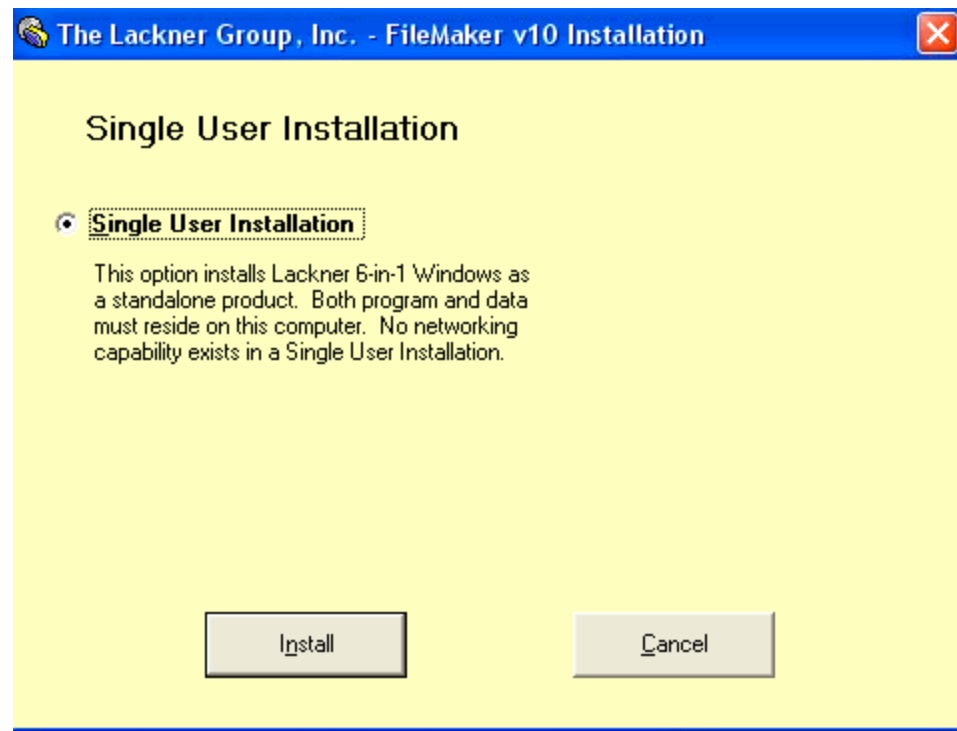 The Lackner Group, Inc. - FileMaker v10 Installation
Single User Installation
Single User Installation
This option installs Lackner 6-in-1 Windows as
a standalone product. Both program and data
must reside on this computer. No networking
capability exists in a Single User Installation.
Install
Cancel